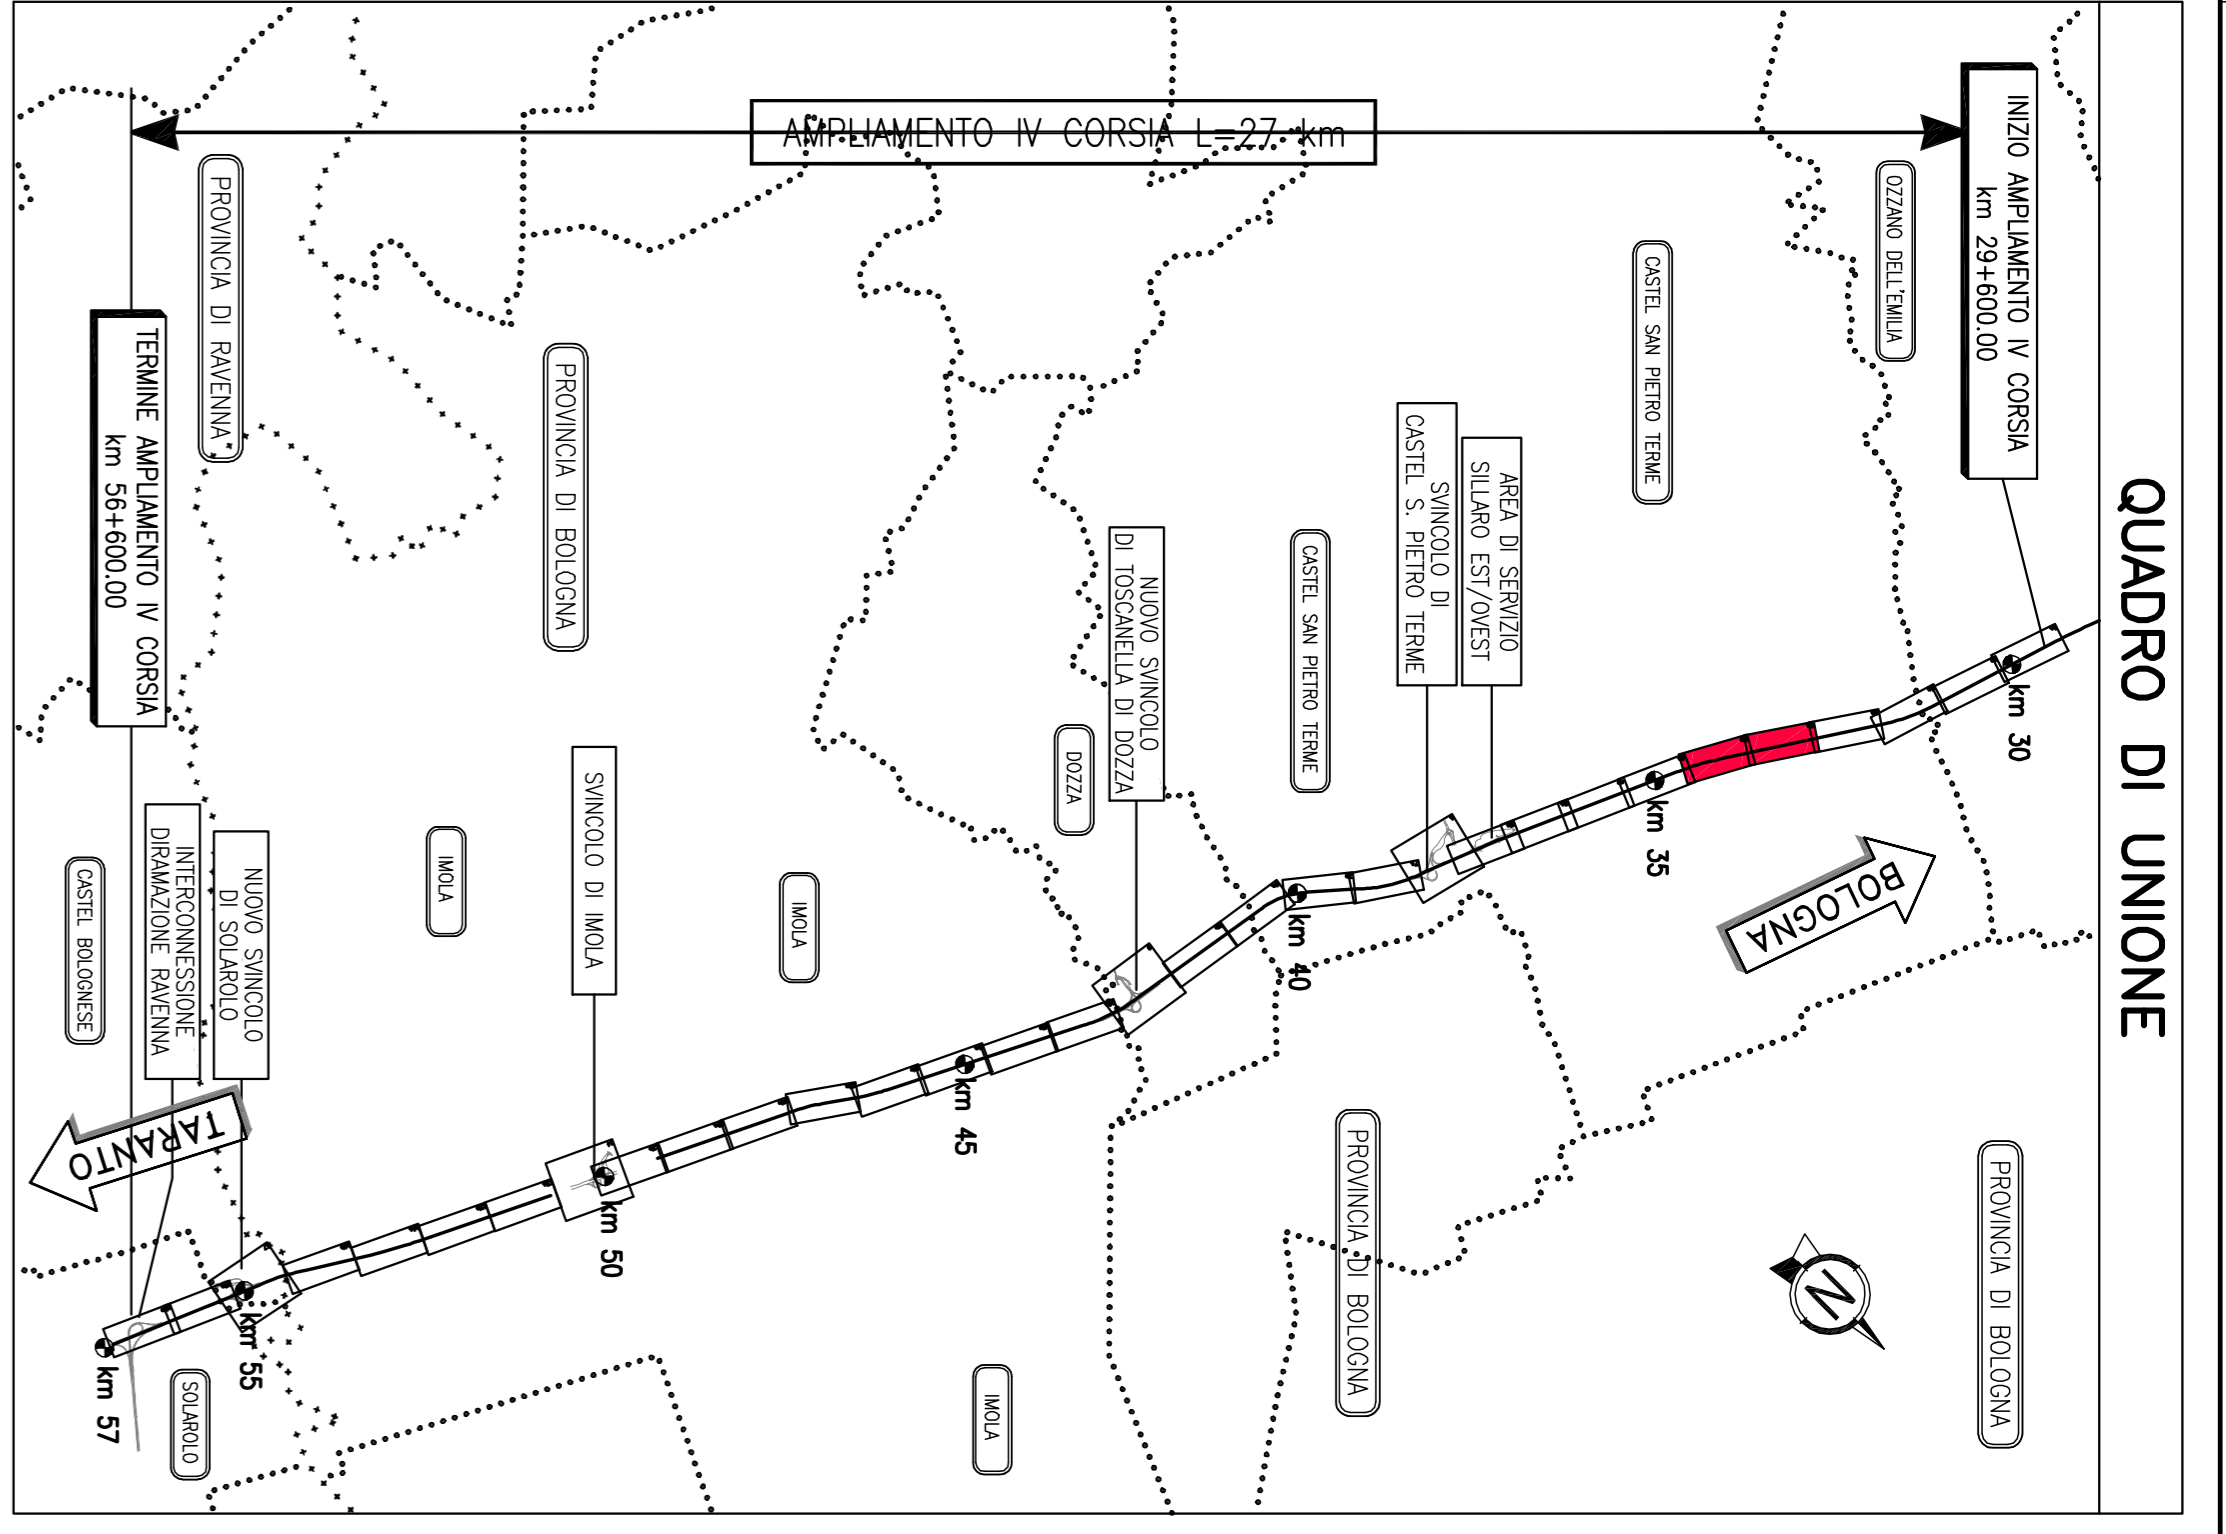 QUADRO DI UNIONE
INIZIO AMPLIAMENTO IV CORSIA
km 29+600.00
AMPLIAMENTO IV CORSIA L=27 km
OZZANO DELL'EMILIA
CASTEL SAN PIETRO TERME
AREA DI SERVIZIO
SILLARO EST/OVEST
SVINCOLO DI
CASTEL S. PIETRO TERME
CASTEL SAN PIETRO TERME
NUOVO SVINCOLO
DI TOSCANELLA DI DOZZA
DOZZA
PROVINCIA DI BOLOGNA
SVINCOLO DI IMOLA
IMOLA
IMOLA
PROVINCIA DI RAVENNA
TERMINE AMPLIAMENTO IV CORSIA
km 56+600.00
NUOVO SVINCOLO
DI SOLAROLO
INTERCONNESSIONE
DIRAMAZIONE RAVENNA
CASTEL BOLOGNESE
km 30
km 35
km 40
km 45
km 50
km 55
km 57
BOLOGNA
TARANTO
PROVINCIA DI BOLOGNA
PROVINCIA DI BOLOGNA
IMOLA
SOLAROLO
N